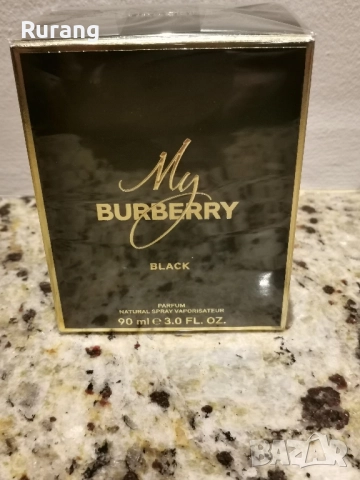 Rurang
My
BURBERRY
BLACK
PARFUM
NATURAL SPRAY VAPORISATEUR
90 ml e 3.0 FL. OZ.
BAZAR